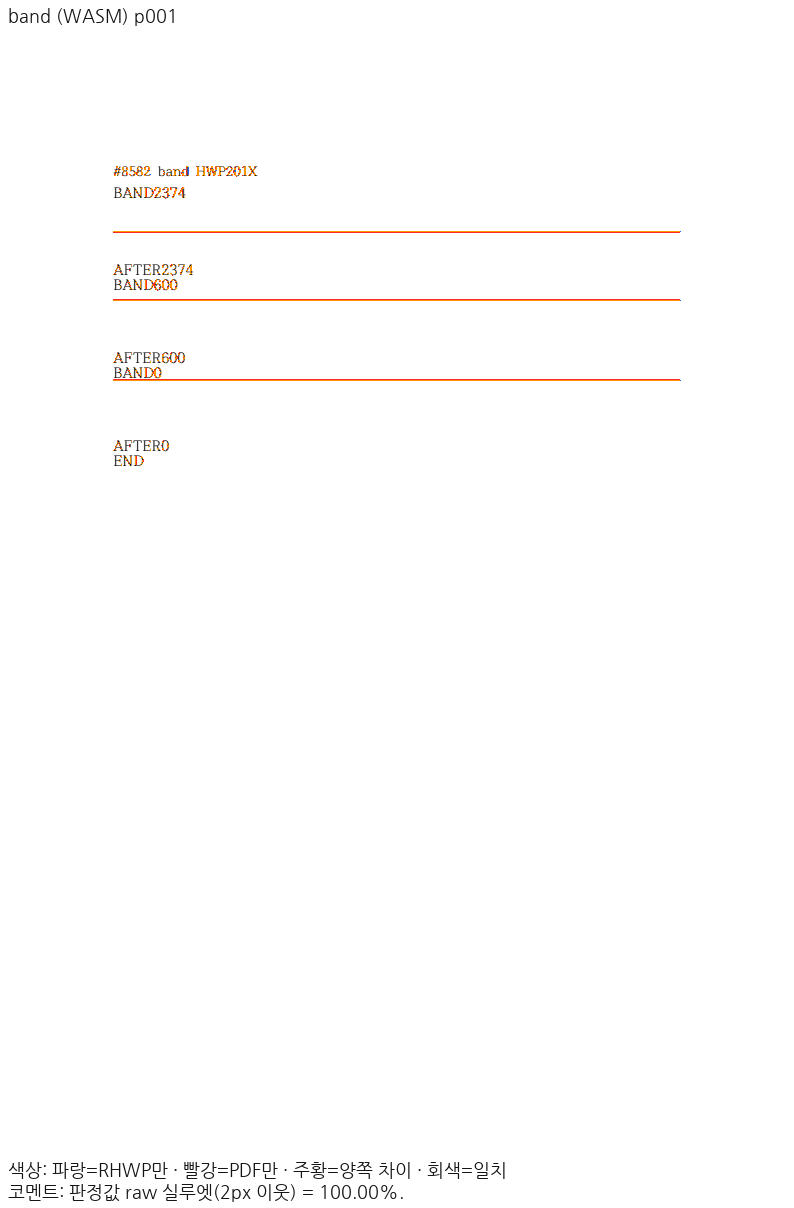 band (WASM) p001
#8582 band HWP201X
BAND2374
AFTER2374
BAND600
AFTER600
BAND0
AFTER0
END
색상: 파랑=RHWP만 · 빨강=PDF만 · 주황=양쪽 차이 · 회색=일치
코멘트: 판정값 raw 실루엣(2px 이웃) = 100.00%.